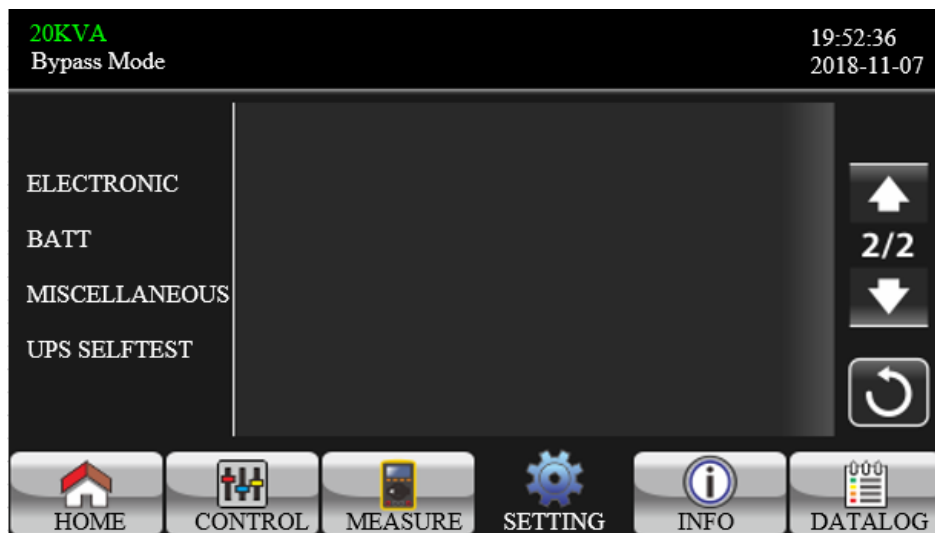 20KVA
Bypass Mode
19:52:36
2018-11-07
ELECTRONIC
BATT
MISCELLANEOUS
UPS SELFTEST
2/2
HOME
CONTROL
MEASURE
SETTING
INFO
DATALOG